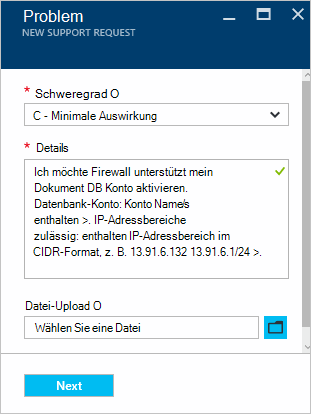 Problem
NEW SUPPORT REQUEST
* Schweregrad O
C - Minimale Auswirkung
* Details
Ich möchte Firewall unterstützt mein
Dokument DB Konto aktivieren.
Datenbank-Konto: Konto Name/s
enthalten >. IP-Adressbereiche
zulässig: enthalten IP-Adressbereich im
CIDR-Format, z. B. 13.91.6.132 13.91.6.1/24 >.
Datei-Upload O
Wählen Sie eine Datei
Next